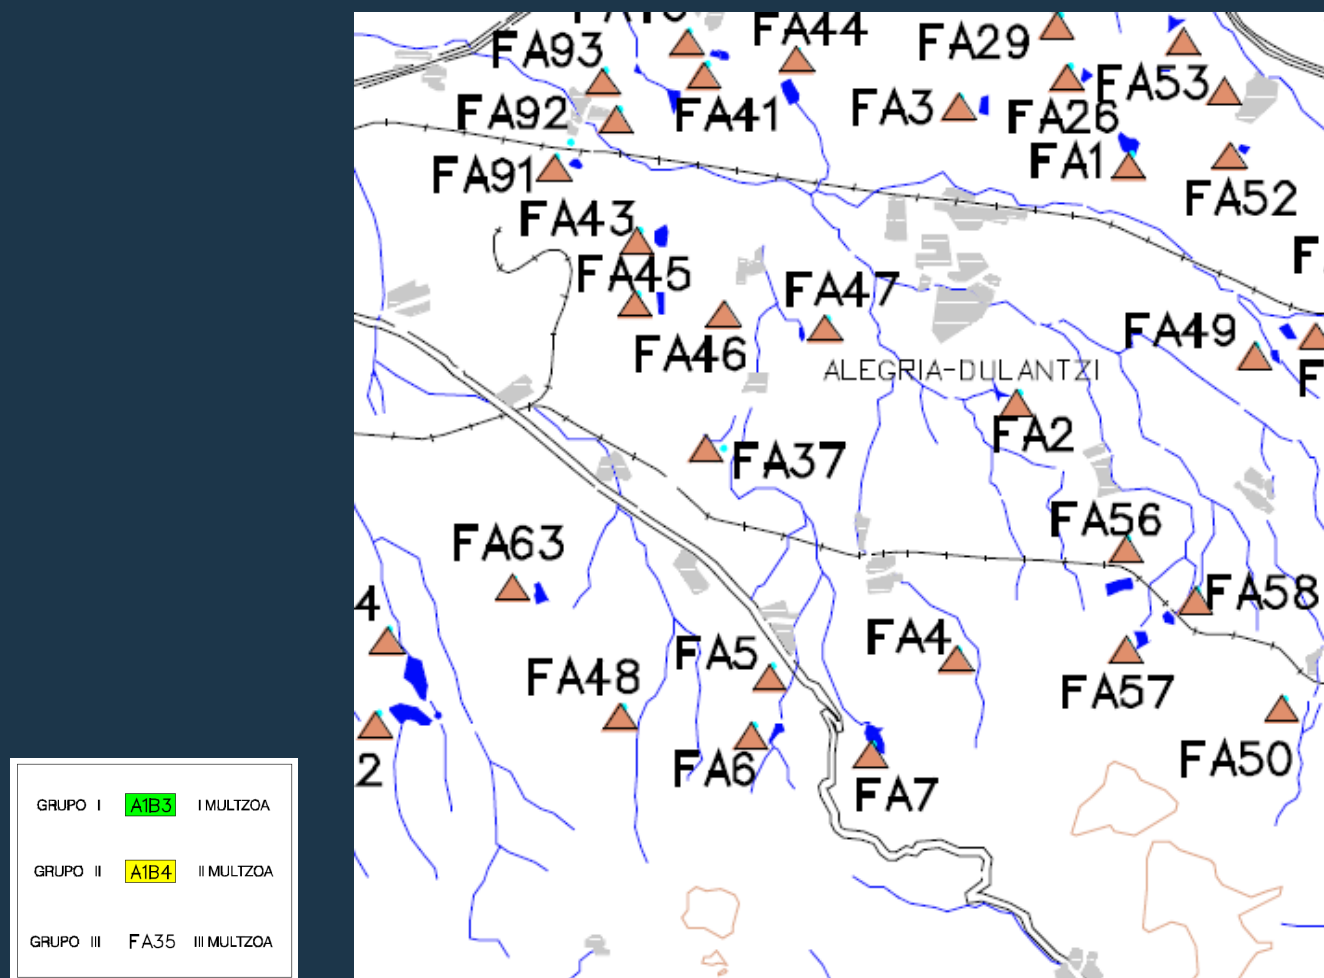 FA93
FA44
FA29
FA53
FA92
FA41
FA3
FA26
FA91
FA1
FA52
FA43
FA45
FA47
FA46
FA49
ALEGRIA-DULANTZI
FA2
FA37
FA56
FA63
FA58
4
FA5
FA4
FA48
FA57
FA6
FA7
FA50
2
GRUPO I A1B3 I MULTZOA
GRUPO II A1B4 II MULTZOA
GRUPO III FA35 III MULTZOA